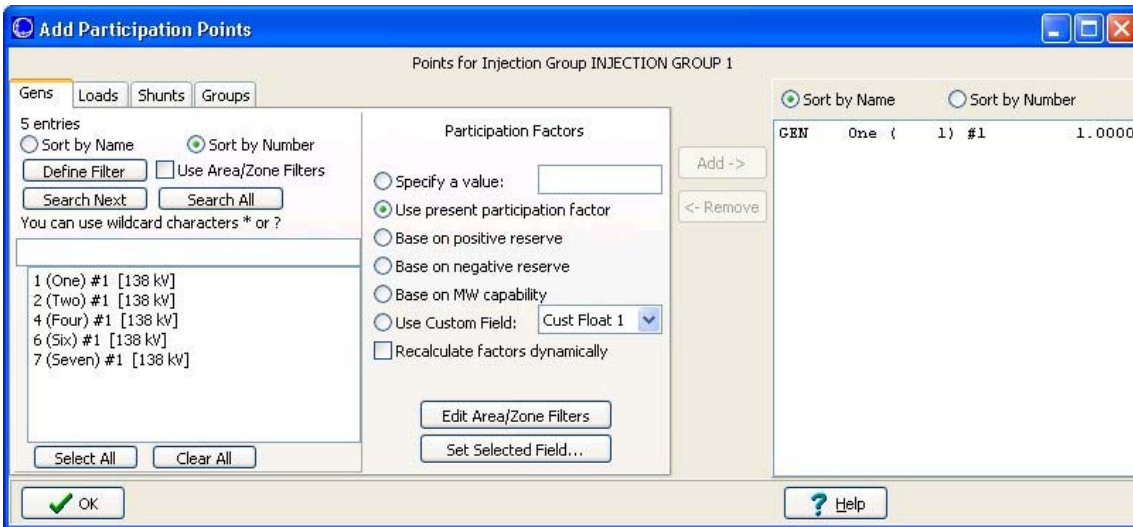 Add Participation Points
Points for Injection Group INJECTION GROUP 1
Gens Loads Shunts Groups
5 entries
Sort by Name Sort by Number
Define Filter Use Area/Zone Filters
Search Next Search All
You can use wildcard characters * or ?
1 (One) #1 [138 kV]
2 (Two) #1 [138 kV]
4 (Four) #1 [138 kV]
6 (Six) #1 [138 kV]
7 (Seven) #1 [138 kV]
Select All Clear All
Participation Factors
Specify a value:
Use present participation factor
Base on positive reserve
Base on negative reserve
Base on MW capability
Use Custom Field: Cust Float 1
Recalculate factors dynamically
Edit Area/Zone Filters
Set Selected Field...
Add ->
<- Remove
Sort by Name Sort by Number
GEN One ( 1) #1 1.0000
OK
Help